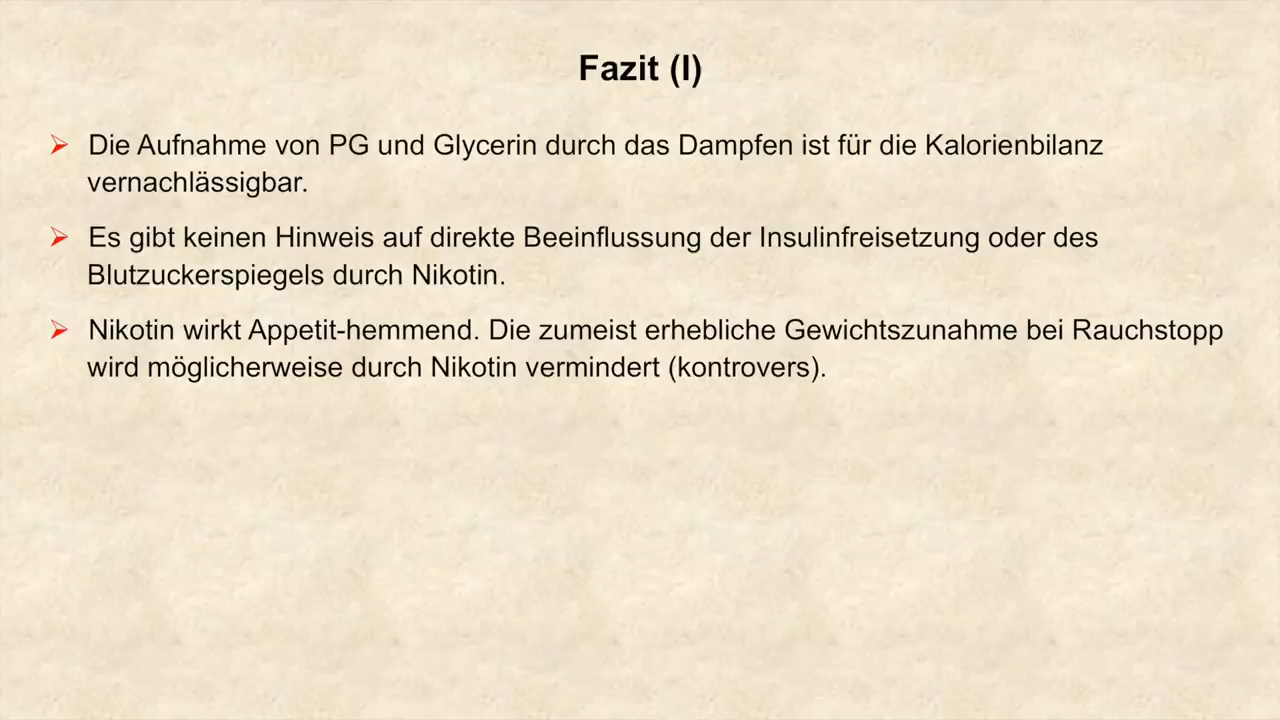 Fazit (I)
Die Aufnahme von PG und Glycerin durch das Dampfen ist für die Kalorienbilanz
vernachlässigbar.
Es gibt keinen Hinweis auf direkte Beeinflussung der Insulinfreisetzung oder des
Blutzuckerspiegels durch Nikotin.
Nikotin wirkt Appetit-hemmend. Die zumeist erhebliche Gewichtszunahme bei Rauchstopp
wird möglicherweise durch Nikotin vermindert (kontrovers).